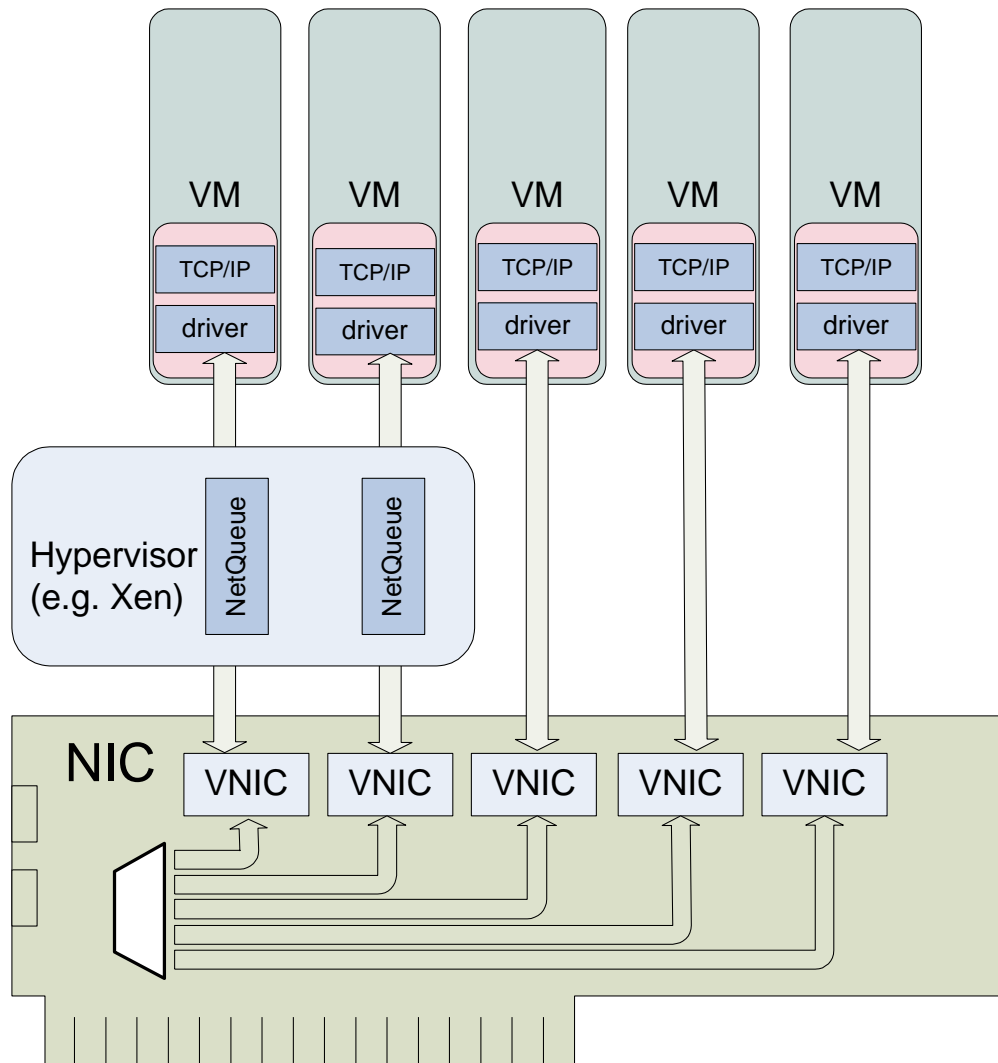 VM
VM
VM
VM
VM
TCP/IP
TCP/IP
TCP/IP
TCP/IP
TCP/IP
driver
driver
driver
driver
driver
Hypervisor
(e.g. Xen)
NetQueue
NetQueue
NIC
VNIC
VNIC
VNIC
VNIC
VNIC